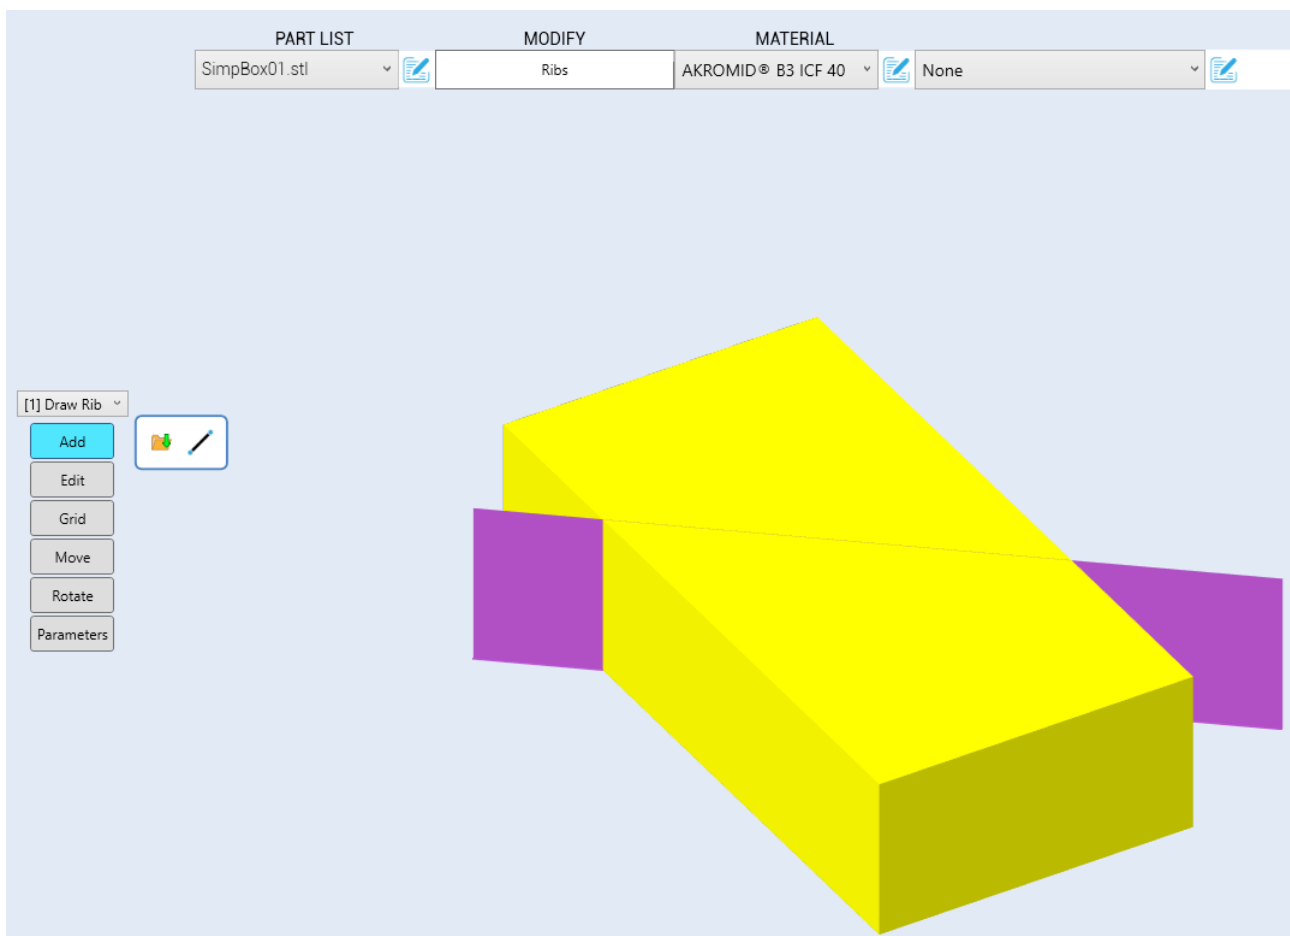 PART LIST MODIFY MATERIAL
SimpBox01.stl Ribs AKROMID® B3 ICF 40 None
[1] Draw Rib
Add
Edit
Grid
Move
Rotate
Parameters